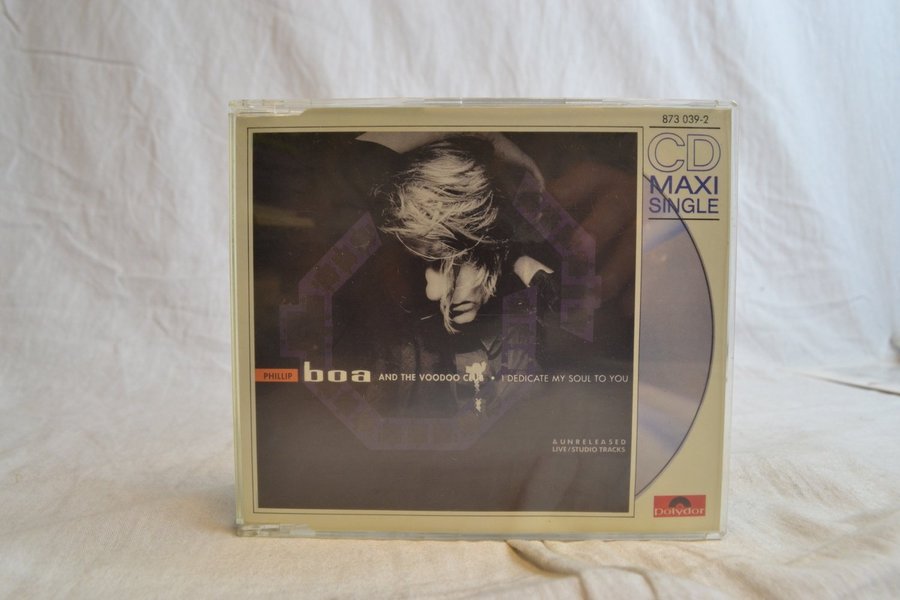 873 039-2
CD
MAXI
SINGLE
PHILLIP boa AND THE VOODOO CLUB • I DEDICATE MY SOUL TO YOU
& UNRELEASED
LIVE / STUDIO TRACKS
polydor